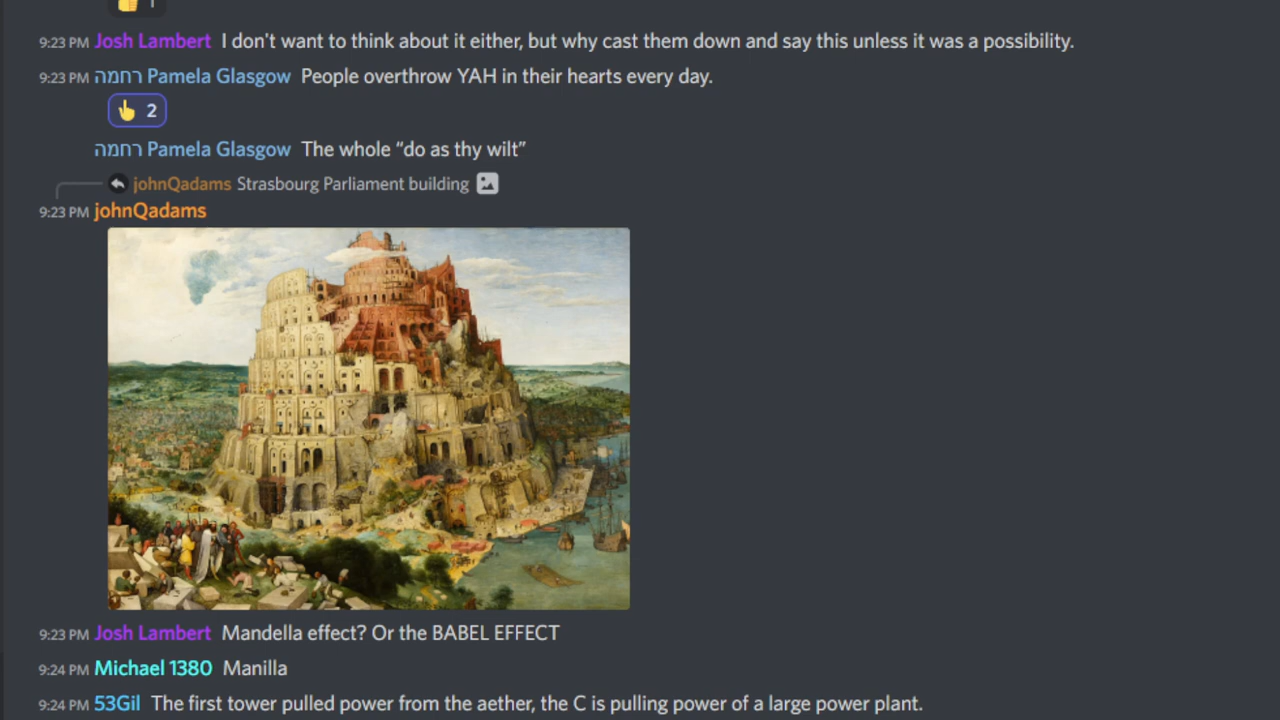 1
9:23 PM Josh Lambert I don't want to think about it either, but why cast them down and say this unless it was a possibility.
9:23 PM רחמה Pamela Glasgow People overthrow YAH in their hearts every day.
2
רחמה Pamela Glasgow The whole “do as thy wilt”
johnQadams Strasbourg Parliament building
9:23 PM johnQadams
9:23 PM Josh Lambert Mandella effect? Or the BABEL EFFECT
9:24 PM Michael 1380 Manilla
9:24 PM 53Gil The first tower pulled power from the aether, the C is pulling power of a large power plant.